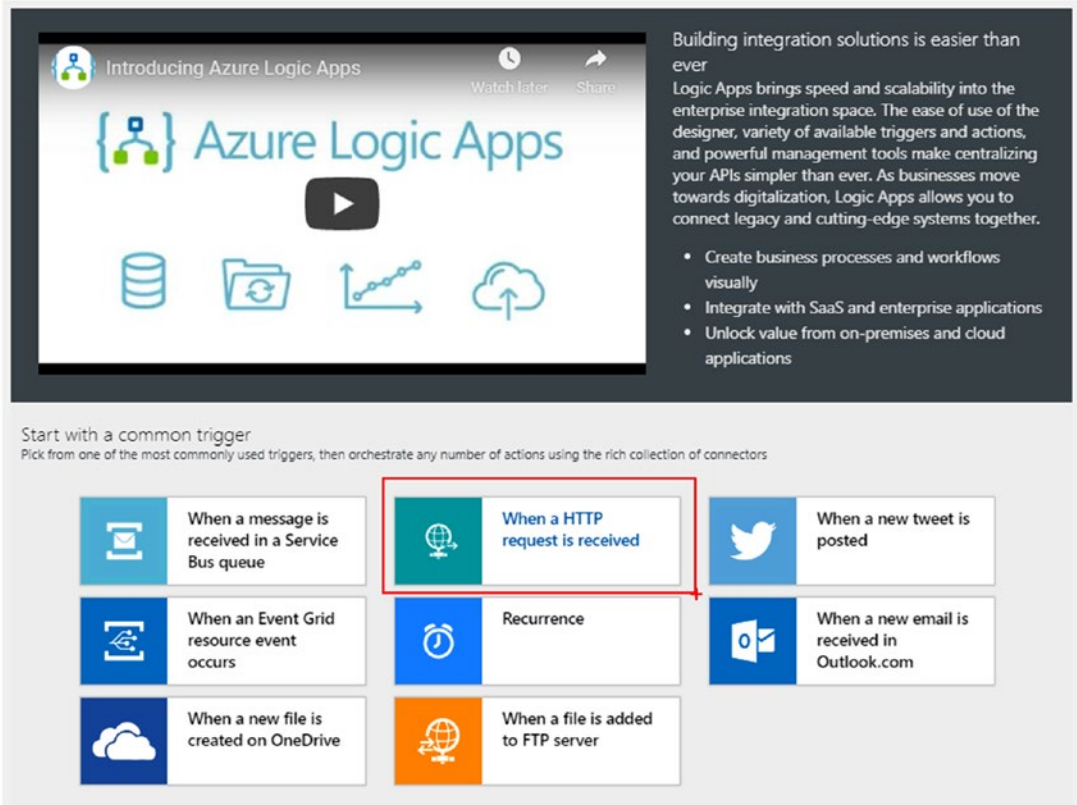 Introducing Azure Logic Apps
Watch later
Share
Azure Logic Apps
Building integration solutions is easier than
ever
Logic Apps brings speed and scalability into the
enterprise integration space. The ease of use of the
designer, variety of available triggers and actions,
and powerful management tools make centralizing
your APIs simpler than ever. As businesses move
towards digitalization, Logic Apps allows you to
connect legacy and cutting-edge systems together.
• Create business processes and workflows
visually
• Integrate with SaaS and enterprise applications
• Unlock value from on-premises and cloud
applications
Start with a common trigger
Pick from one of the most commonly used triggers, then orchestrate any number of actions using the rich collection of connectors
When a message is
received in a Service
Bus queue
When a HTTP
request is received
When a new tweet is
posted
When an Event Grid
resource event
occurs
Recurrence
When a new email is
received in
Outlook.com
When a new file is
created on OneDrive
When a file is added
to FTP server